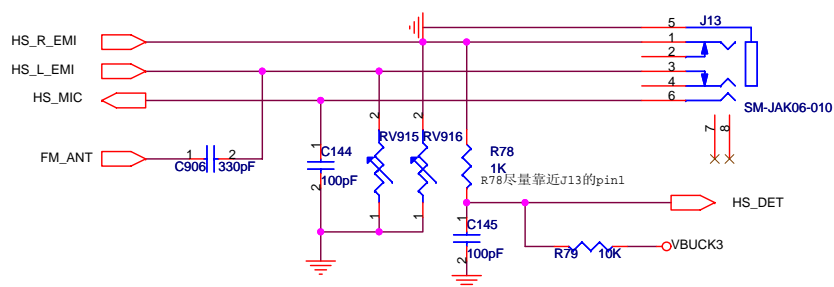 5 J13
HS_R_EMI 1
2
HS_L_EMI 3
4
HS_MIC 6
SM-JAK06-010
7 8
2 2
RV915 RV916
FM_ANT 1 2
C906 330pF
1 C144
2 100pF
R78
1K
R78尽量靠近J13的pin1
1 1
HS_DET
1 C145
2 100pF
R79 10K VBUCK3